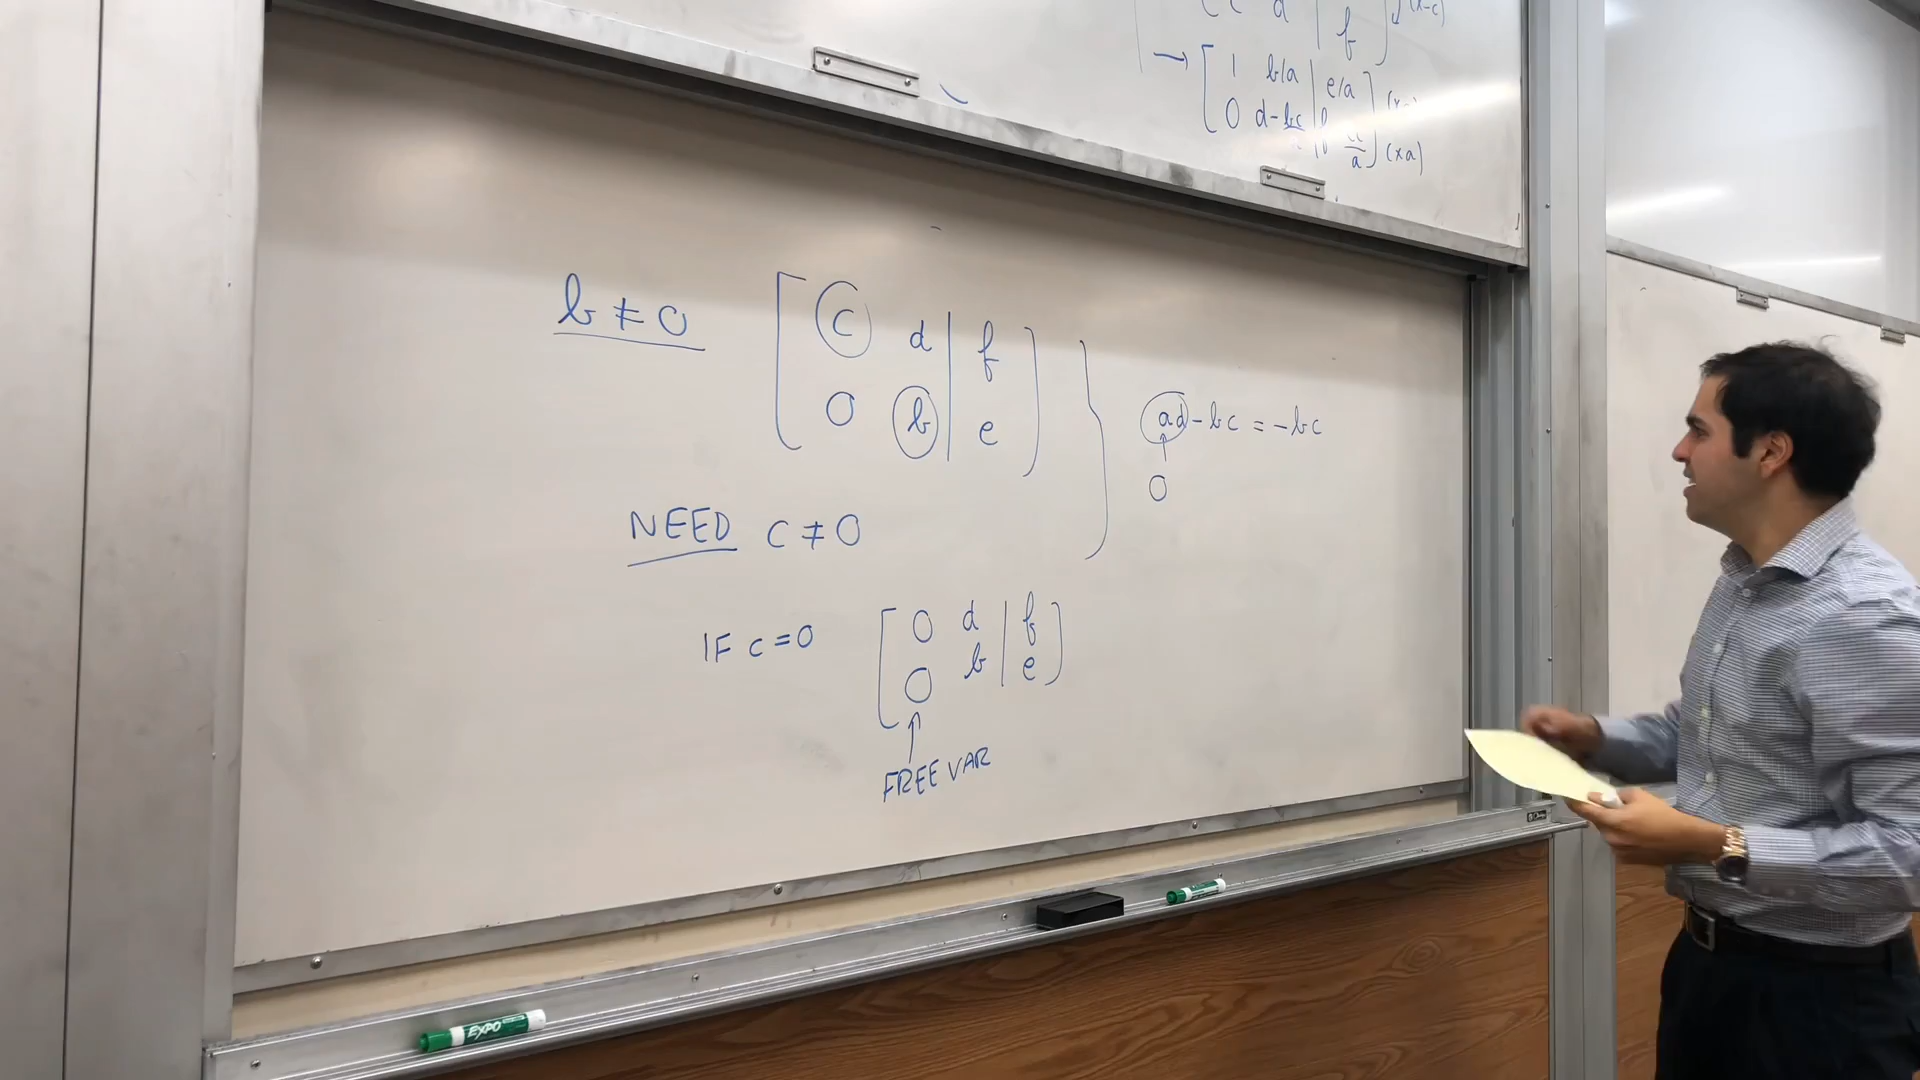 c d | f (x-c)
→ [ 1 b/a | e/a ]
[ 0 d-bc | ] (xa)
b ≠ 0 [ c d | f ]
[ 0 b | e ]
ad - bc = -bc
↑
0
NEED c ≠ 0
IF c = 0 [ 0 d | f ]
[ 0 b | e ]
↑
FREE VAR
EXPO